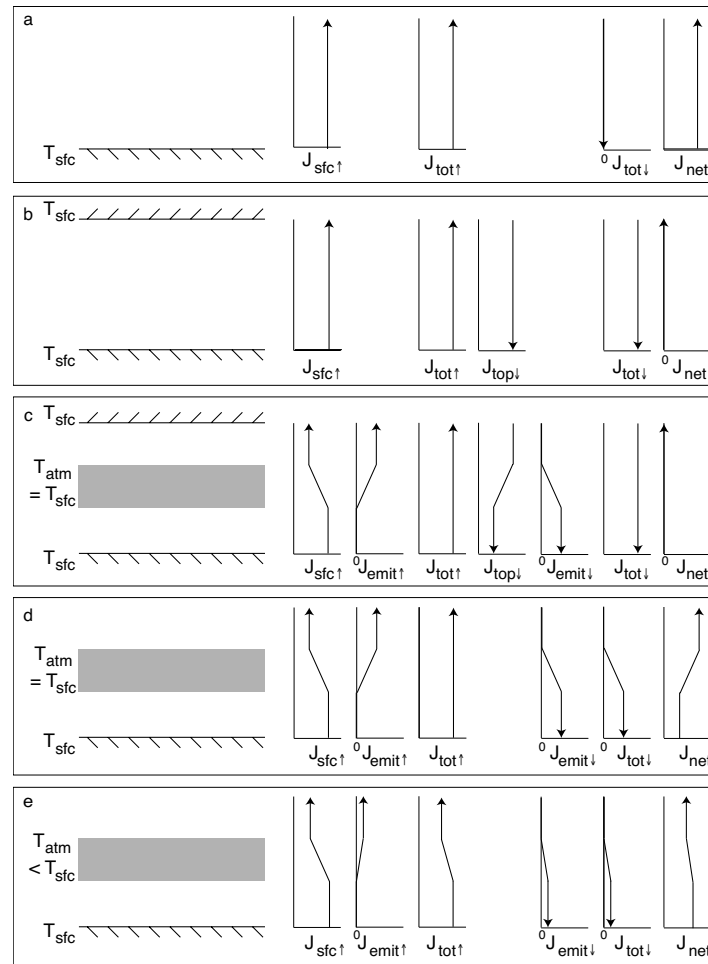 a
T_sfc
J_sfc↑
J_tot↑
0
J_tot↓
J_net
b
T_sfc
T_sfc
J_sfc↑
J_tot↑
J_top↓
J_tot↓
0
J_net
c
T_sfc
T_atm
= T_sfc
T_sfc
J_sfc↑
0
J_emit↑
J_tot↑
J_top↓
0
J_emit↓
J_tot↓
0
J_net
d
T_atm
= T_sfc
T_sfc
J_sfc↑
0
J_emit↑
J_tot↑
0
J_emit↓
0
J_tot↓
J_net
e
T_atm
< T_sfc
T_sfc
J_sfc↑
0
J_emit↑
J_tot↑
0
J_emit↓
0
J_tot↓
J_net